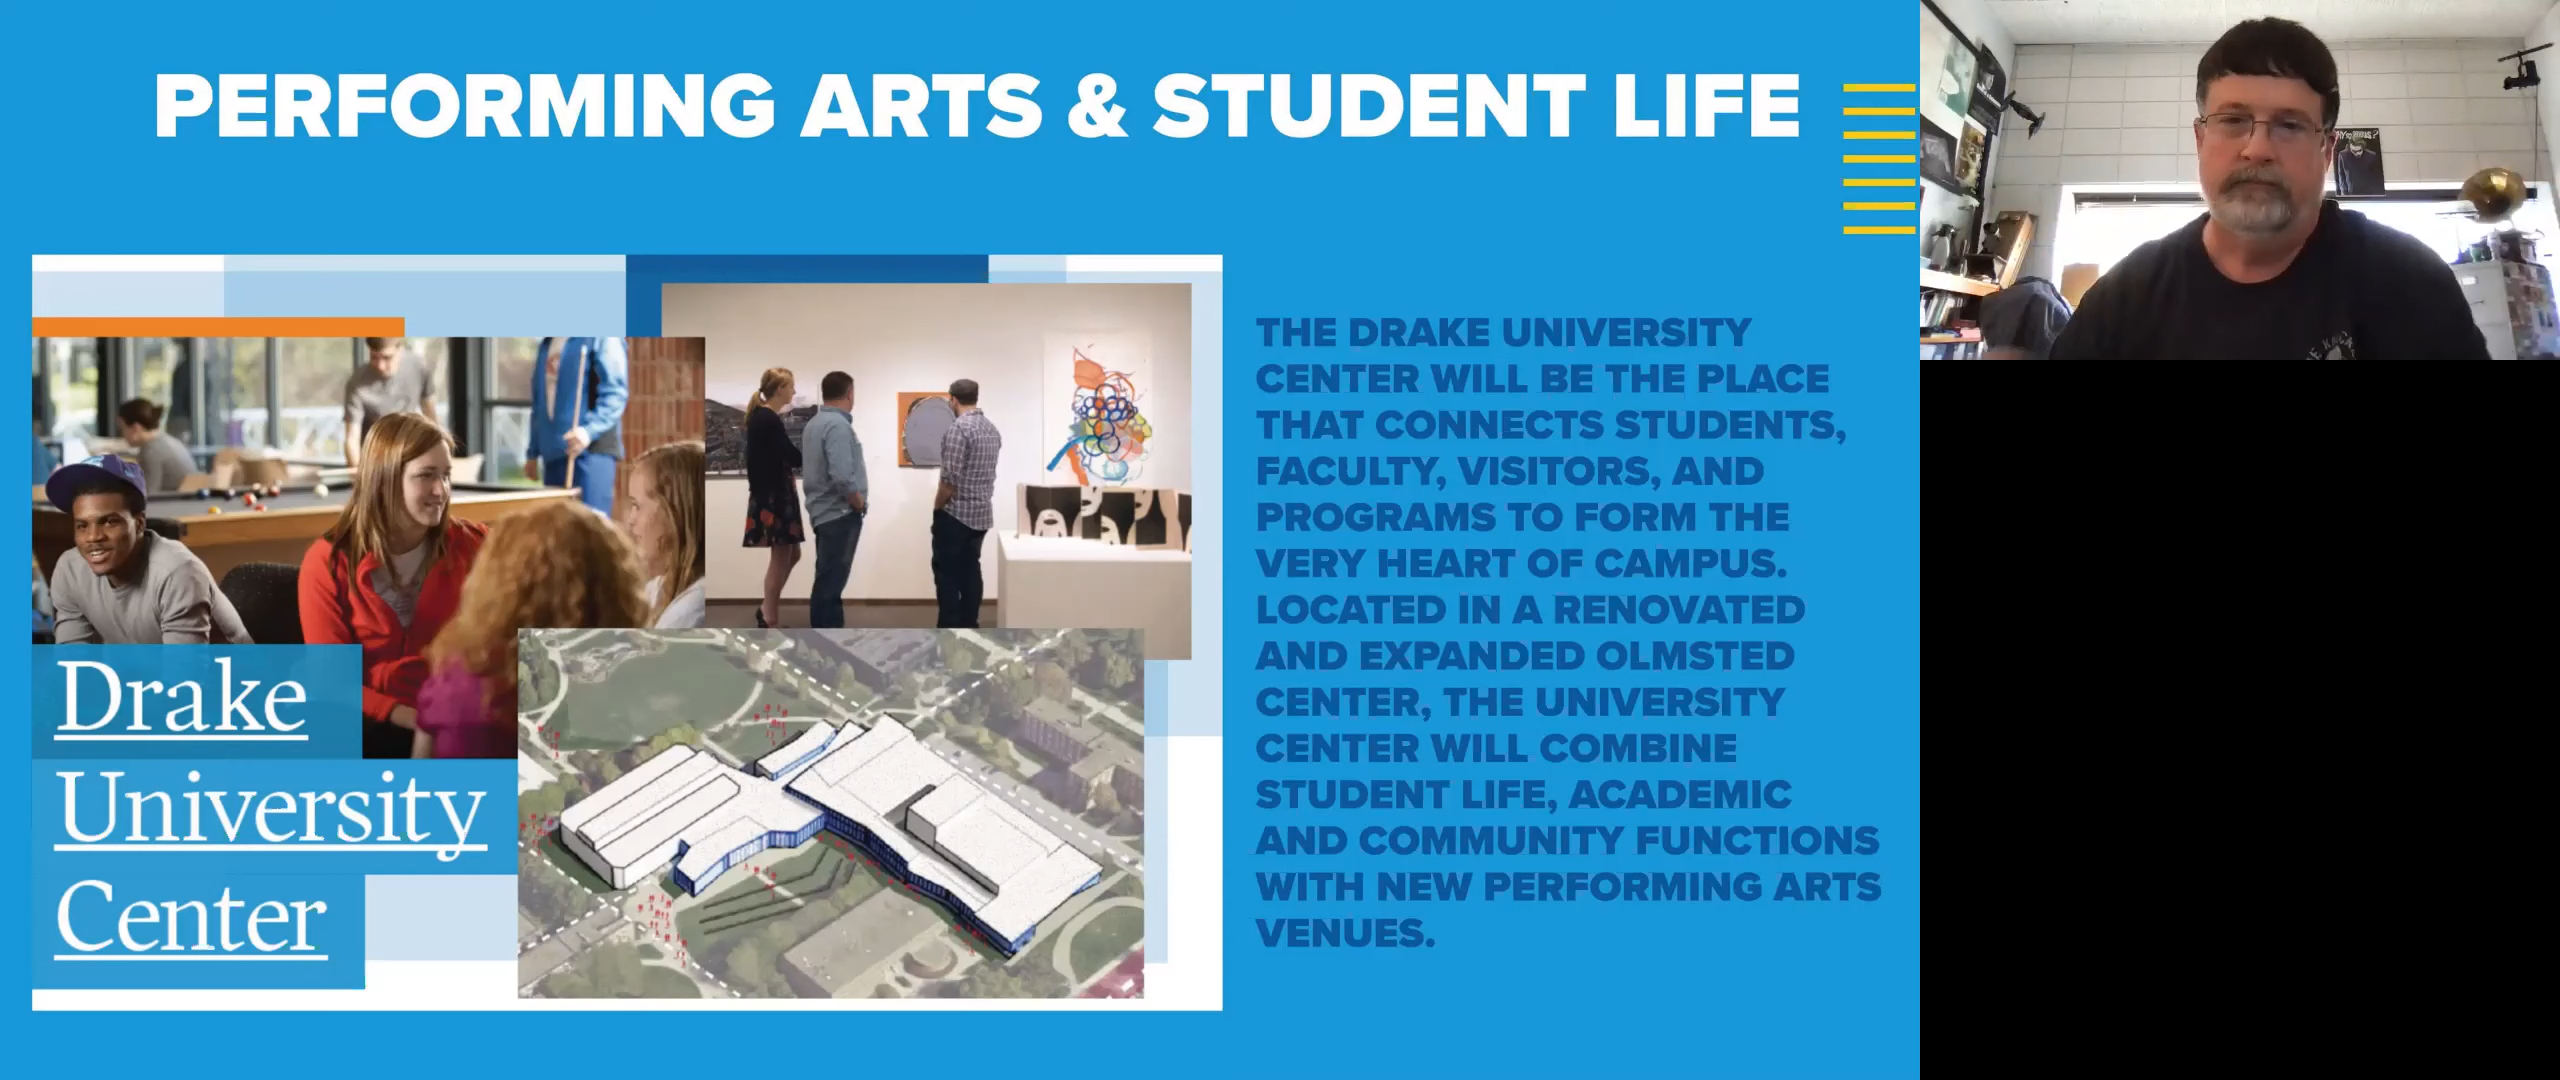 PERFORMING ARTS & STUDENT LIFE
Drake
University
Center
THE DRAKE UNIVERSITY
CENTER WILL BE THE PLACE
THAT CONNECTS STUDENTS,
FACULTY, VISITORS, AND
PROGRAMS TO FORM THE
VERY HEART OF CAMPUS.
LOCATED IN A RENOVATED
AND EXPANDED OLMSTED
CENTER, THE UNIVERSITY
CENTER WILL COMBINE
STUDENT LIFE, ACADEMIC
AND COMMUNITY FUNCTIONS
WITH NEW PERFORMING ARTS
VENUES.